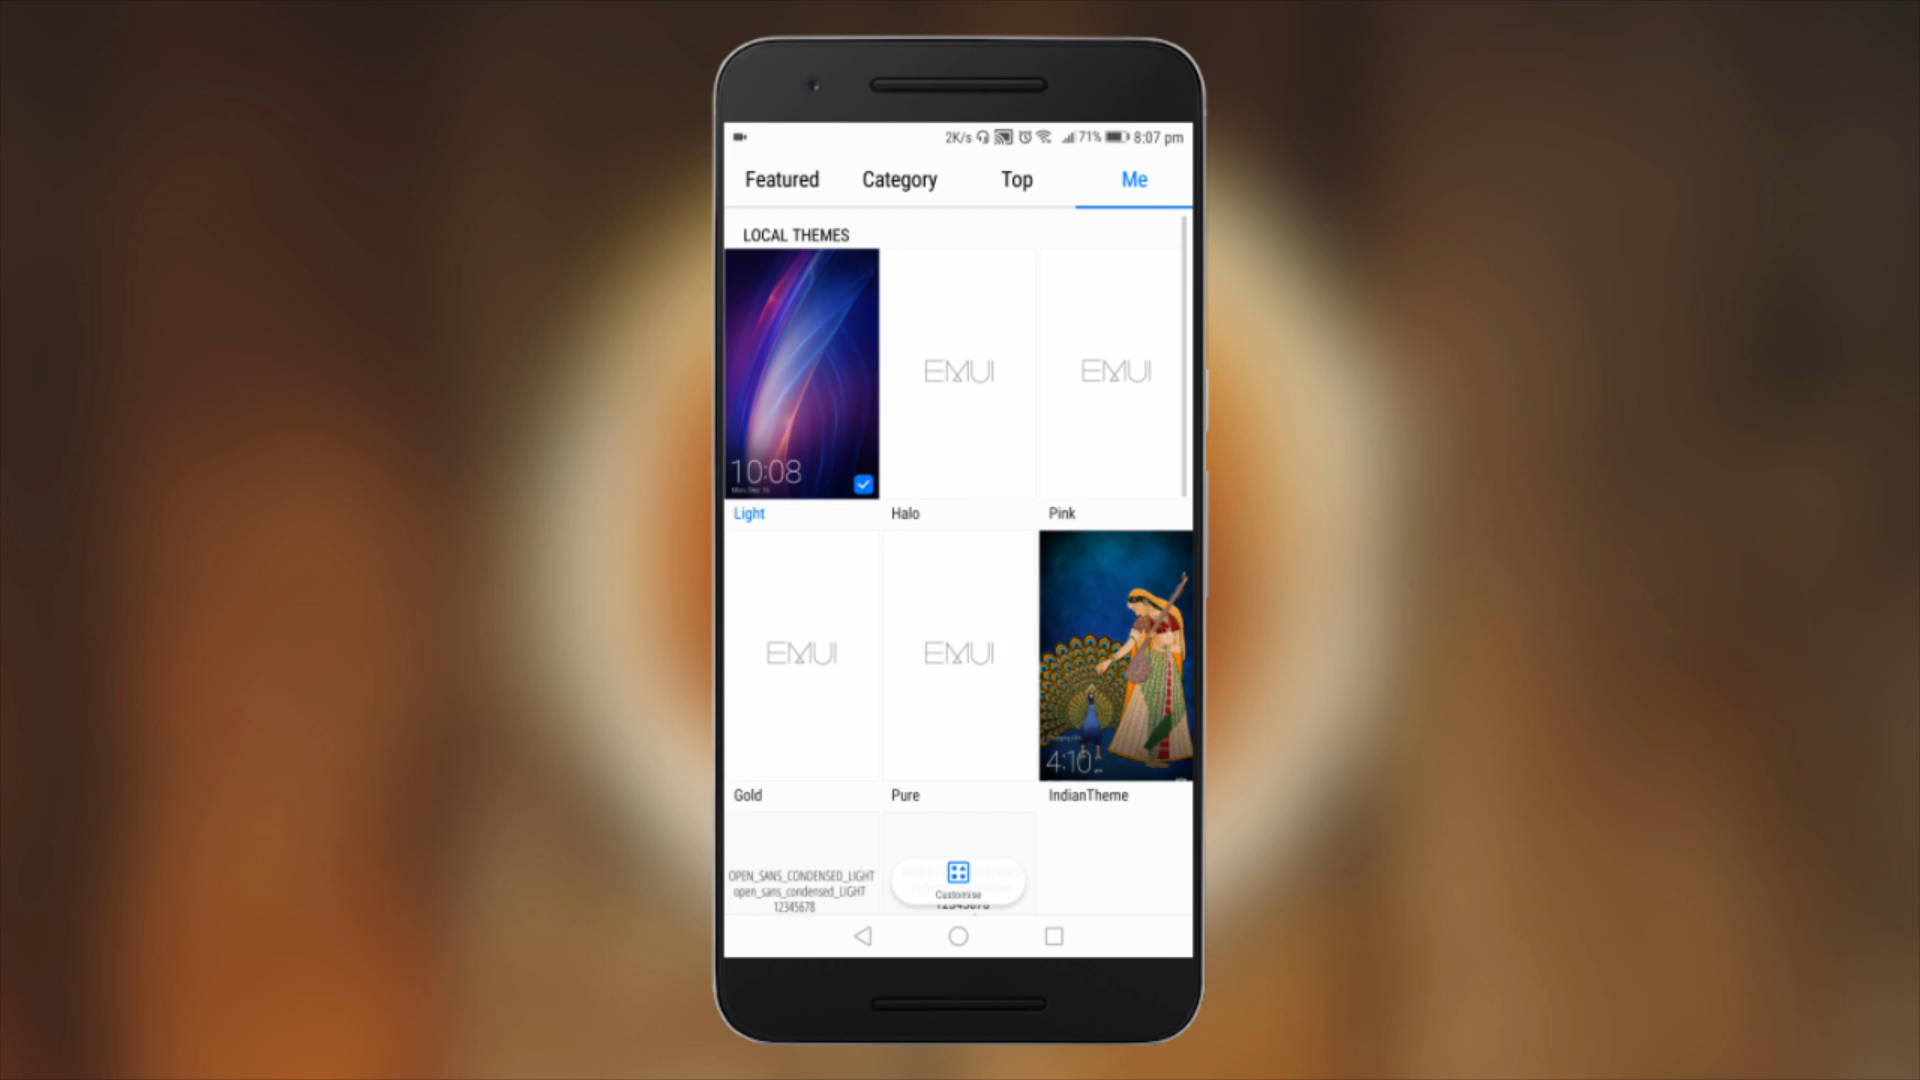 2K/s 71% 8:07 pm
Featured Category Top Me
LOCAL THEMES
EMUI EMUI
10:08
Light Halo Pink
EMUI EMUI
4:10
Gold Pure IndianTheme
OPEN_SANS_CONDENSED_LIGHT
open_sans_condensed_LIGHT
12345678
Customise